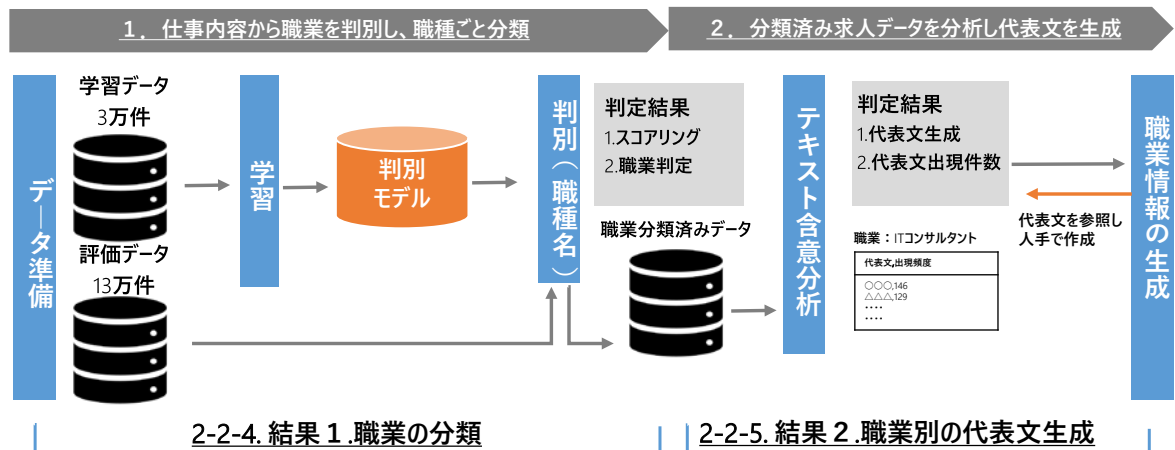 １．仕事内容から職業を判別し、職種ごと分類
２．分類済み求人データを分析し代表文を生成
データ準備
学習データ
3万件
評価データ
13万件
学習
判別
モデル
判別（職種名）
判定結果
1.スコアリング
2.職業判定
職業分類済みデータ
テキスト含意分析
判定結果
1.代表文生成
2.代表文出現件数
職業：ITコンサルタント
代表文,出現頻度
○○○,146
△△△,129
‥‥
‥‥
代表文を参照し
人手で作成
職業情報の生成
2-2-4. 結果１.職業の分類
2-2-5. 結果２.職業別の代表文生成